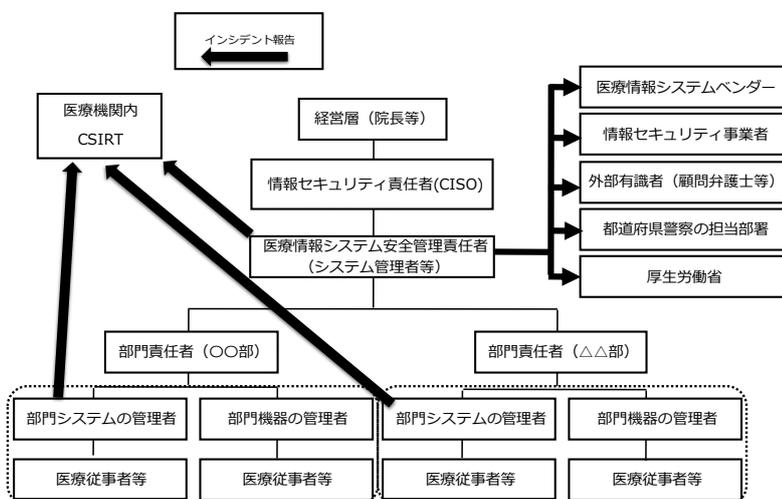 インシデント報告
医療機関内
CSIRT
経営層（院長等）
情報セキュリティ責任者(CISO)
医療情報システム安全管理責任者
（システム管理者等）
医療情報システムベンダー
情報セキュリティ事業者
外部有識者（顧問弁護士等）
都道府県警察の担当部署
厚生労働省
部門責任者（〇〇部）
部門責任者（△△部）
部門システムの管理者
部門機器の管理者
部門システムの管理者
部門機器の管理者
医療従事者等
医療従事者等
医療従事者等
医療従事者等